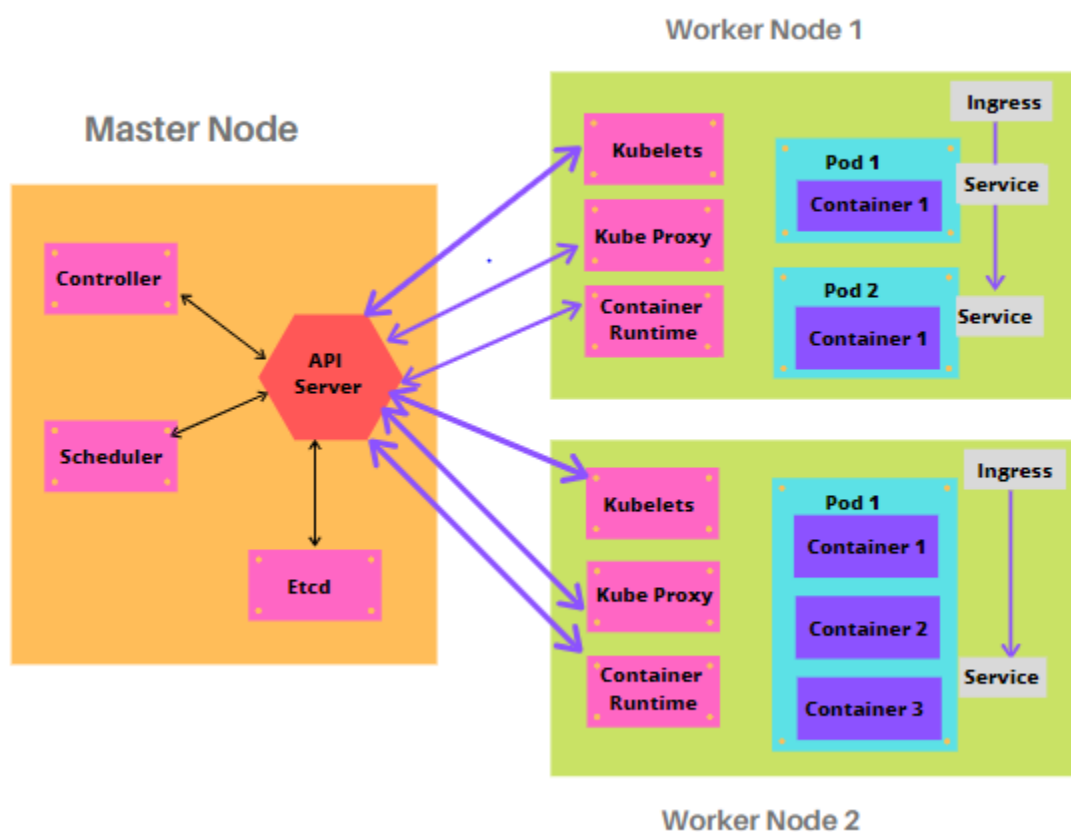 Master Node
Controller
Scheduler
API
Server
Etcd
Worker Node 1
Kubelets
Kube Proxy
Container
Runtime
Pod 1
Container 1
Pod 2
Container 1
Ingress
Service
Service
Kubelets
Kube Proxy
Container
Runtime
Pod 1
Container 1
Container 2
Container 3
Ingress
Service
Worker Node 2